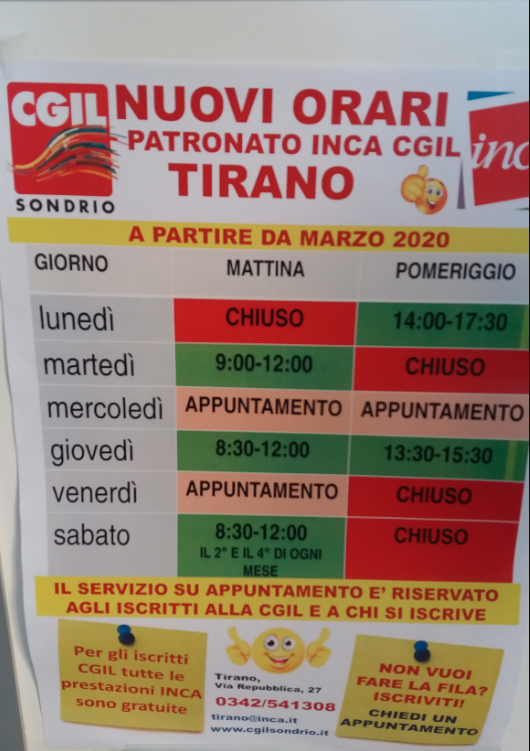 CGIL
SONDRIO
NUOVI ORARI
PATRONATO INCA CGIL
TIRANO
inc
A PARTIRE DA MARZO 2020
GIORNO MATTINA POMERIGGIO
lunedì CHIUSO 14:00-17:30
martedì 9:00-12:00 CHIUSO
mercoledì APPUNTAMENTO APPUNTAMENTO
giovedì 8:30-12:00 13:30-15:30
venerdì APPUNTAMENTO CHIUSO
sabato 8:30-12:00 CHIUSO
IL 2° E IL 4° DI OGNI
MESE
IL SERVIZIO SU APPUNTAMENTO E' RISERVATO
AGLI ISCRITTI ALLA CGIL E A CHI SI ISCRIVE
Per gli iscritti
CGIL tutte le
prestazioni INCA
sono gratuite
Tirano,
Via Repubblica, 27
0342/541308
tirano@inca.it
www.cgilsondrio.it
NON VUOI
FARE LA FILA?
ISCRIVITI!
CHIEDI UN
APPUNTAMENTO